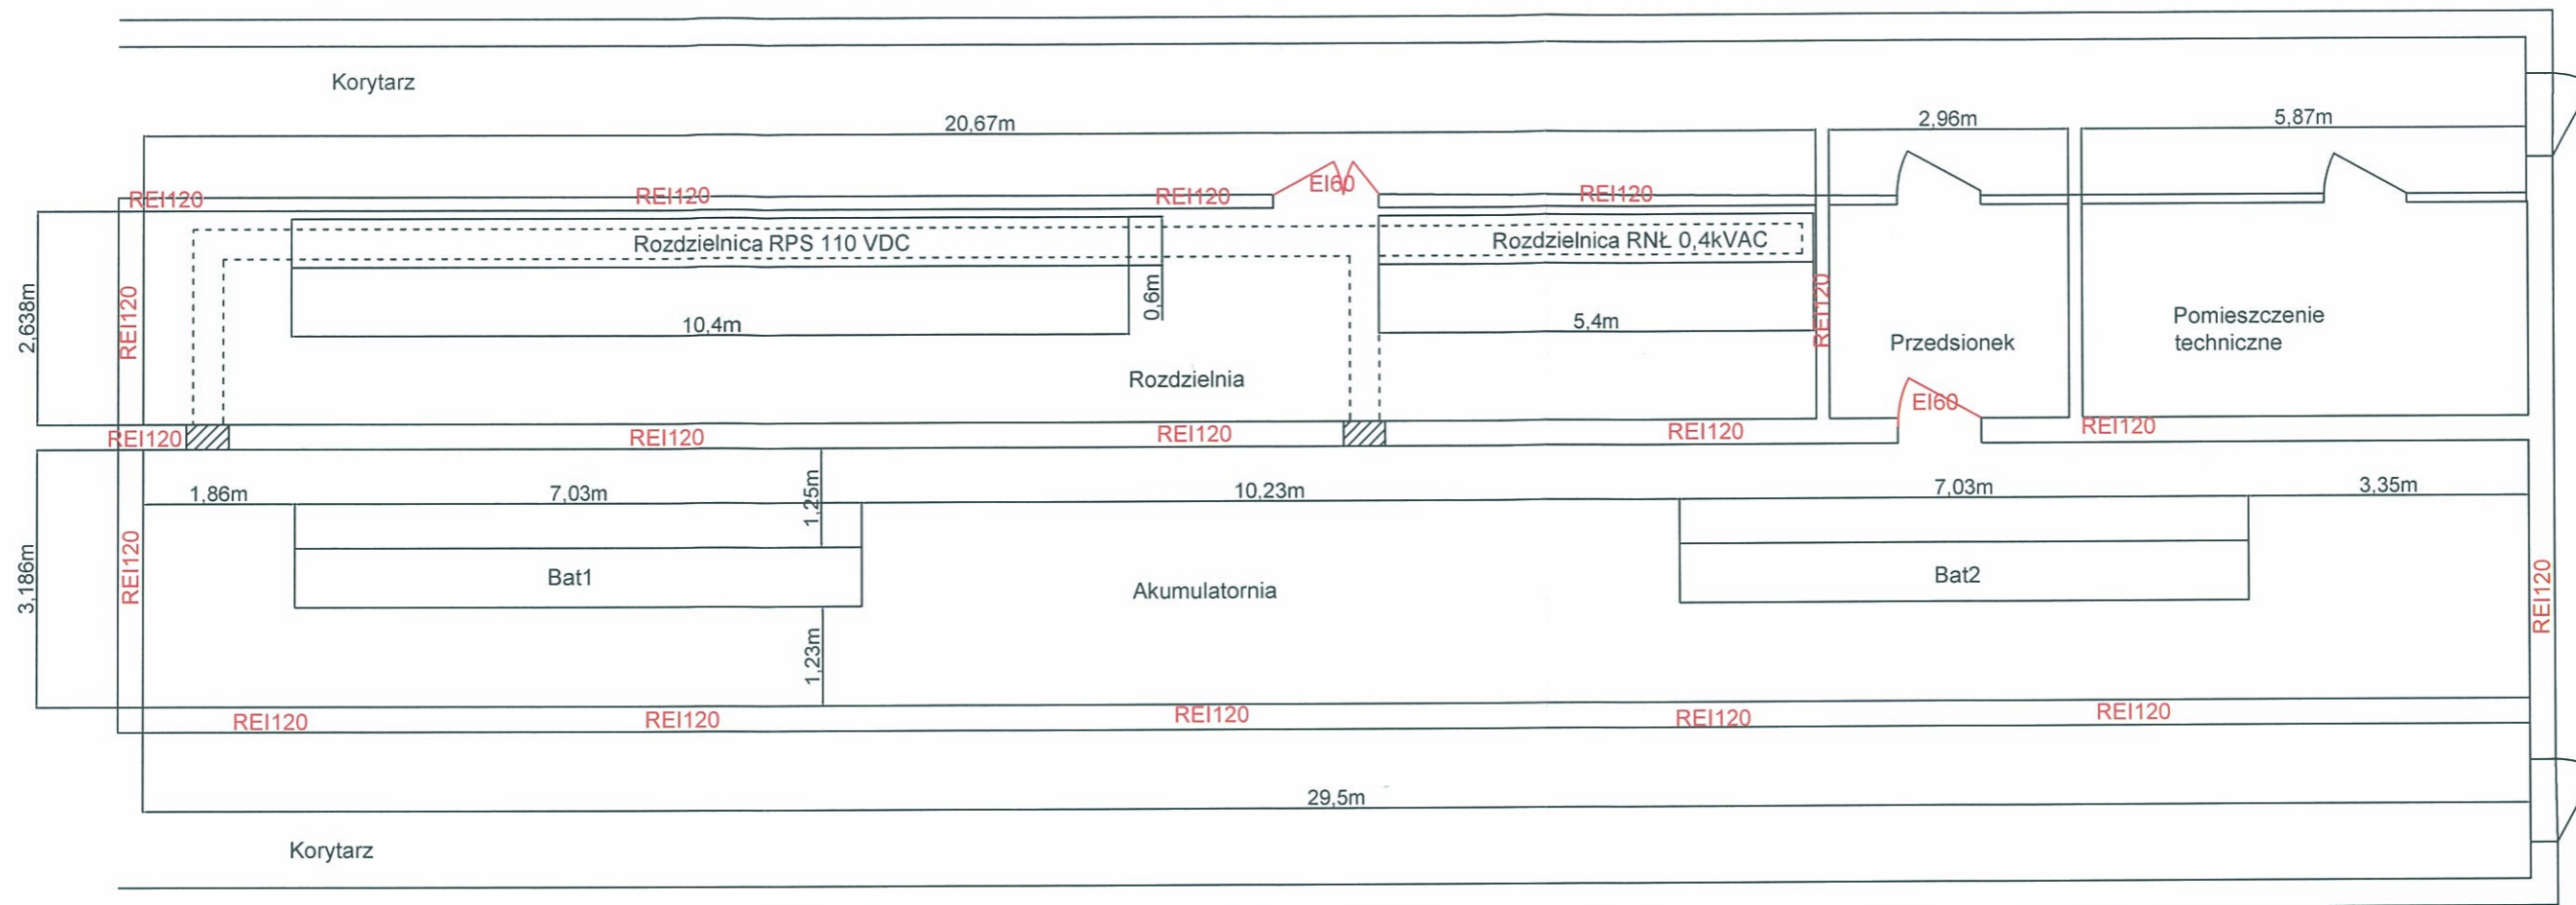 Korytarz
20,67m
2,96m
5,87m
REI120
REI120
REI120
EI60
REI120
Rozdzielnica RPS 110 VDC
Rozdzielnica RNŁ 0,4kVAC
2,638m
REI120
0,6m
10,4m
5,4m
REI120
Przedsionek
Pomieszczenie
techniczne
Rozdzielnia
EI60
REI120
REI120
REI120
REI120
REI120
1,86m
7,03m
1,25m
10,23m
7,03m
3,35m
3,186m
REI120
Bat1
Akumulatornia
Bat2
REI120
1,23m
REI120
REI120
REI120
REI120
REI120
29,5m
Korytarz